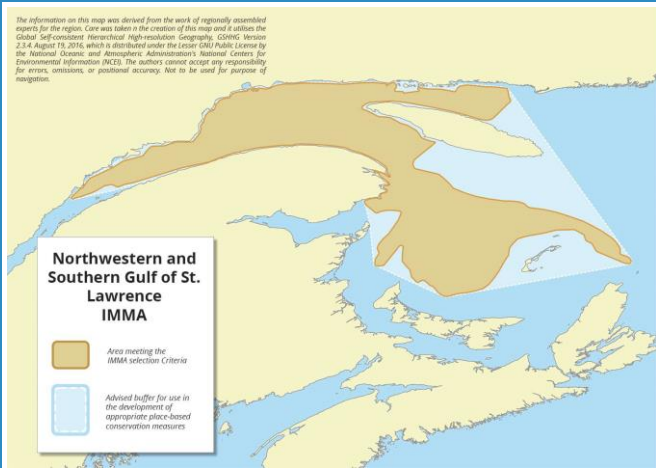 The information on this map was derived from the work of regionally assembled
experts for the region. Care was taken n the creation of this map and it utilises the
Global Self-consistent Hierarchical High-resolution Geography, GSHHG Version
2.3.4. August 19, 2016, which is distributed under the Lesser GNU Public License by
the National Oceanic and Atmospheric Administration's National Centers for
Environmental Information (NCEI). The authors cannot accept any responsibility
for errors, omissions, or positional accuracy. Not to be used for purpose of
navigation.
Northwestern and
Southern Gulf of St.
Lawrence
IMMA
Area meeting the
IMMA selection Criteria
Advised buffer for use in
the development of
appropriate place-based
conservation measures